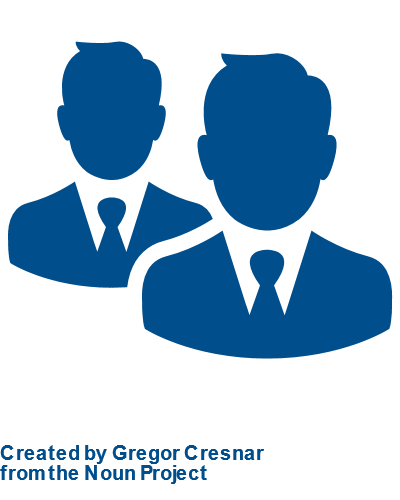 Created by Gregor Cresnar
from the Noun Project